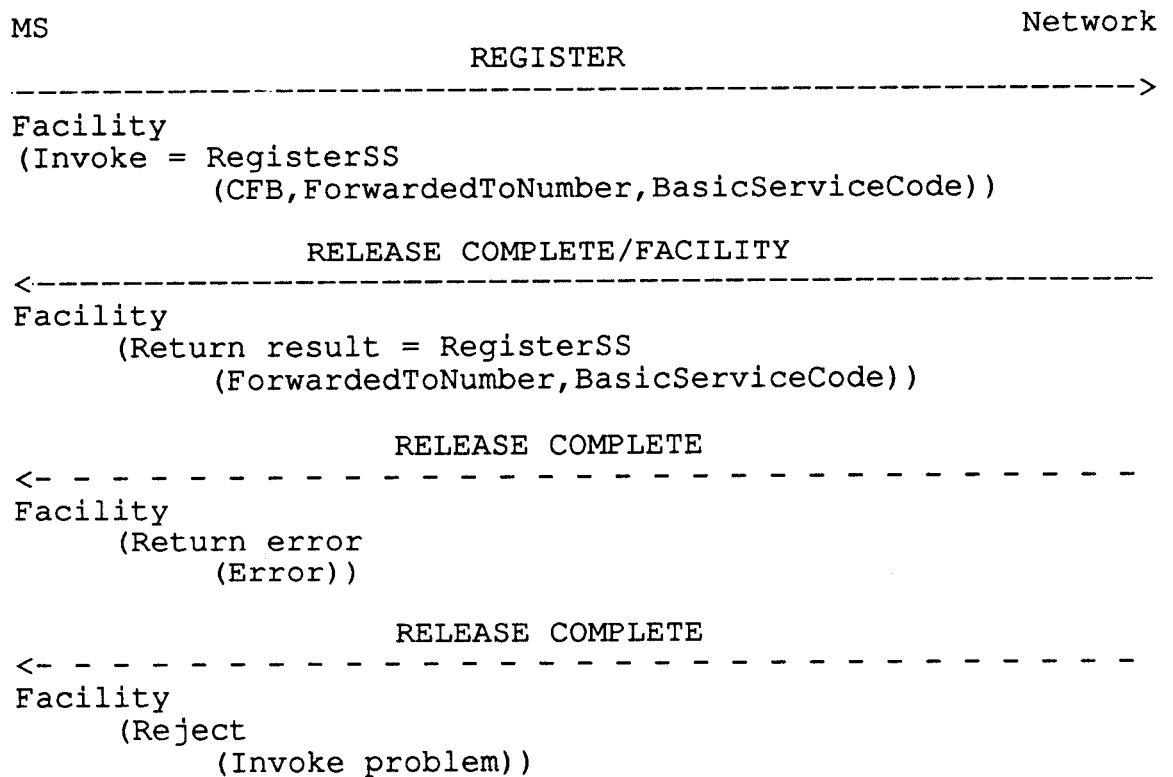 MS Network
REGISTER
------------------------------------------------------------>
Facility
(Invoke = RegisterSS
(CFB,ForwardedToNumber,BasicServiceCode))
RELEASE COMPLETE/FACILITY
<------------------------------------------------------------
Facility
(Return result = RegisterSS
(ForwardedToNumber,BasicServiceCode))
RELEASE COMPLETE
<- - - - - - - - - - - - - - - - - - - - - - - - - - - - - -
Facility
(Return error
(Error))
RELEASE COMPLETE
<- - - - - - - - - - - - - - - - - - - - - - - - - - - - - -
Facility
(Reject
(Invoke problem))